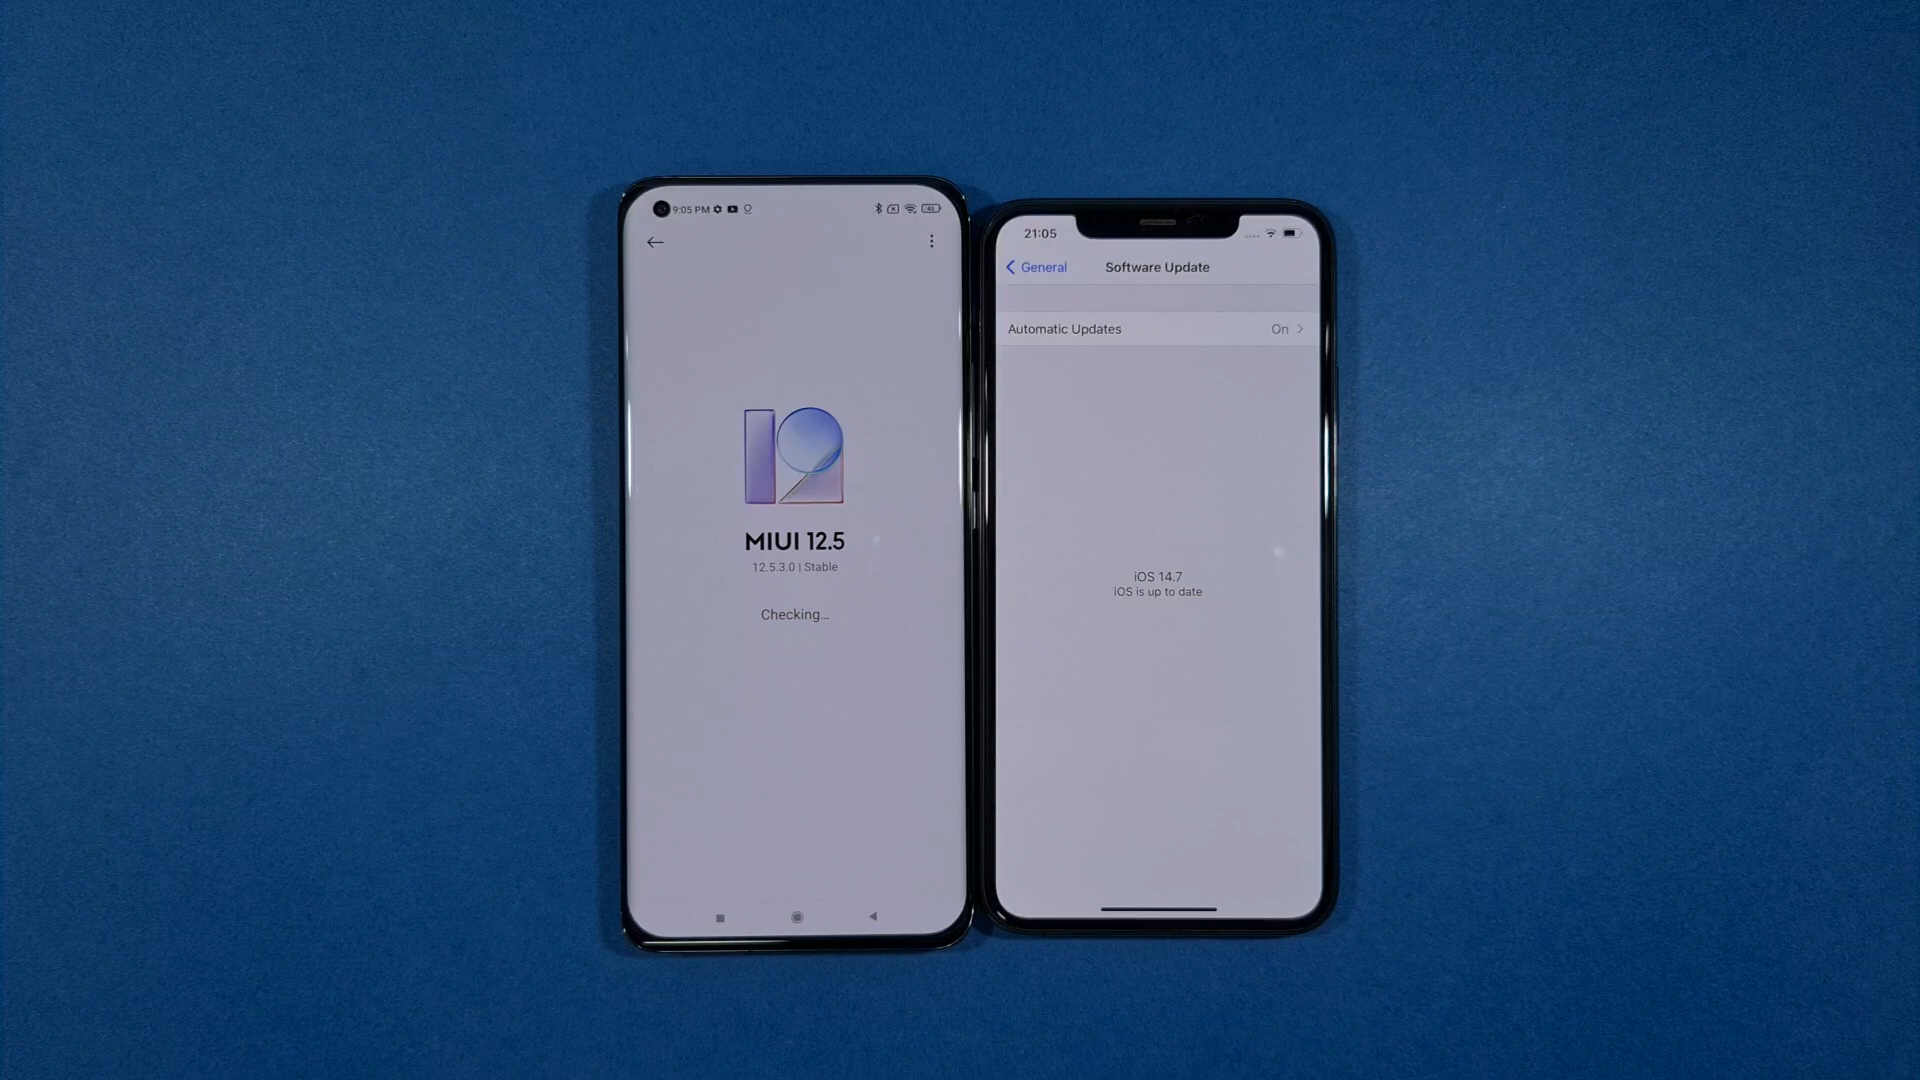 9:05 PM
12
MIUI 12.5
12.5.3.0 | Stable
Checking...
21:05
General
Software Update
Automatic Updates
On
iOS 14.7
iOS is up to date